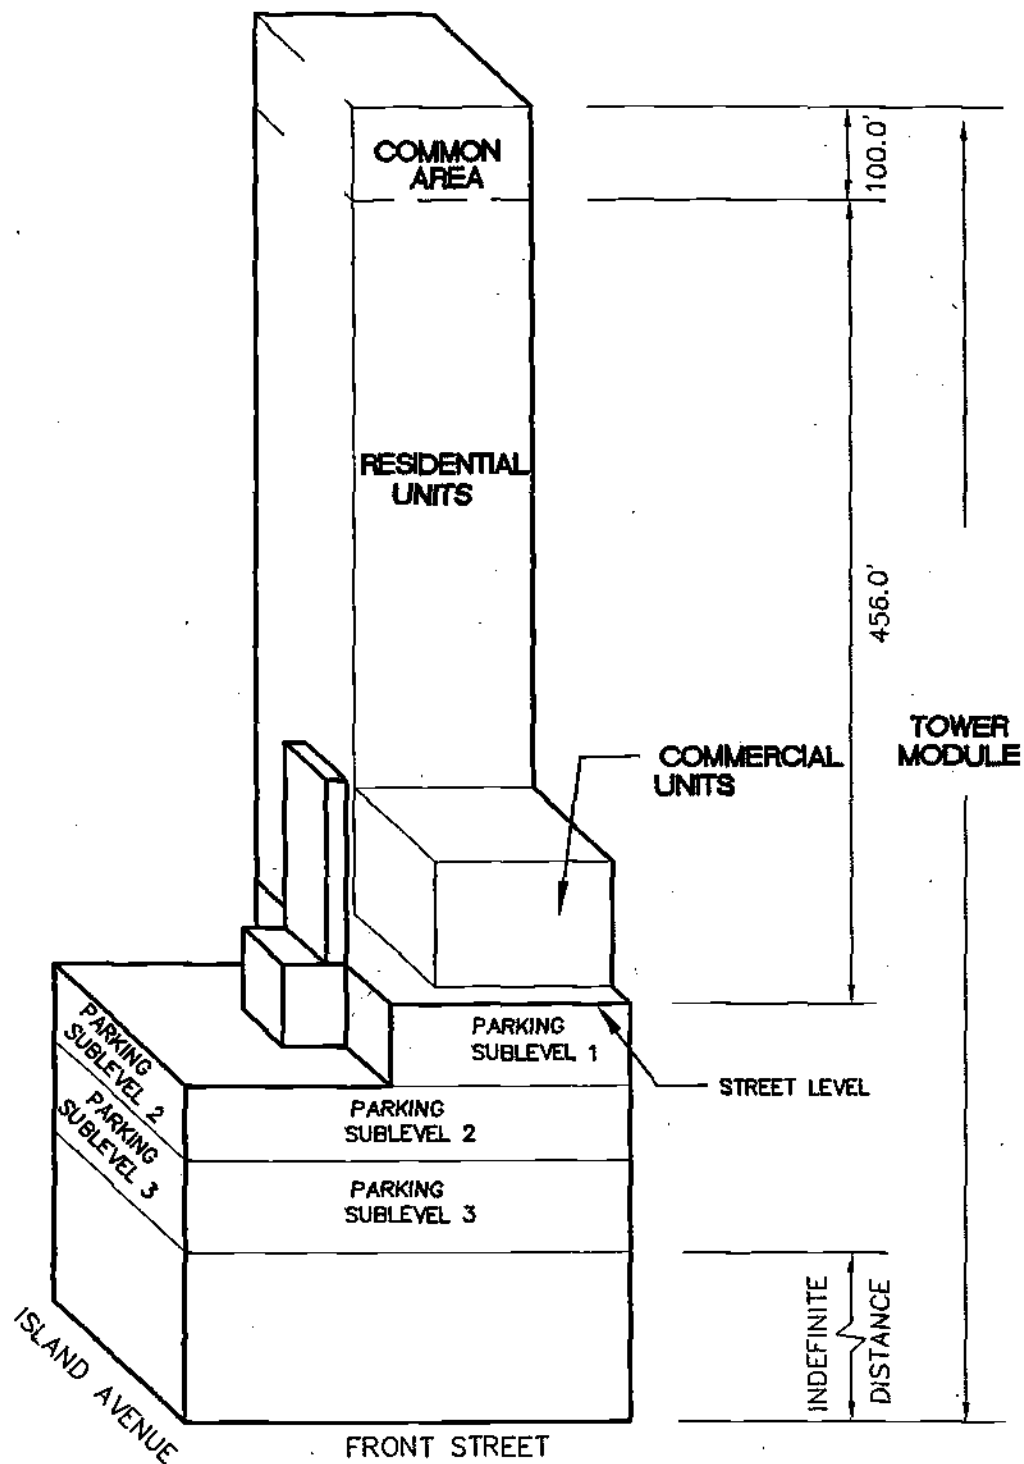 COMMON
AREA
100.0'
RESIDENTIAL
UNITS
456.0'
TOWER
MODULE
COMMERCIAL
UNITS
PARKING
SUBLEVEL 1
STREET LEVEL
PARKING
SUBLEVEL 2
PARKING
SUBLEVEL 3
PARKING
SUBLEVEL 2
PARKING
SUBLEVEL 3
INDEFINITE
DISTANCE
ISLAND AVENUE
FRONT STREET